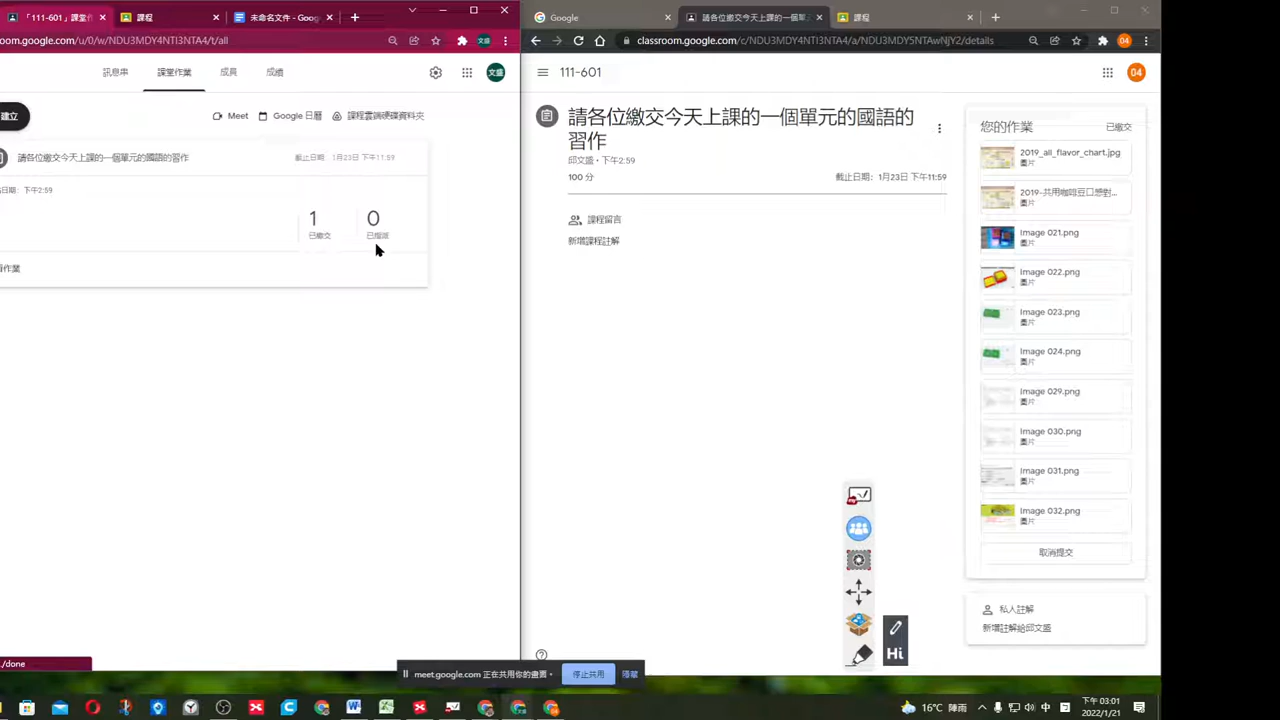 「111-601」課堂作
課程
未命名文件 - Goog
oom.google.com/u/0/w/NDU3MDY4NTI3NTA4/t/all
文盛
訊息串
課堂作業
成員
成績
文盛
建立
Meet
Google 日曆
課程雲端硬碟資料夾
請各位繳交今天上課的一個單元的國語的習作
截止日期: 1月23日 下午11:59
日期: 下午2:59
1
已繳交
0
作業
./done
Google
請各位繳交今天上課的一個單
課程
classroom.google.com/c/NDU3MDY4NTI3NTA4/a/NDU3MDY5NTAwNjY2/details
04
111-601
04
請各位繳交今天上課的一個單元的國語的
習作
邱文盛 • 下午2:59
100 分
截止日期: 1月23日 下午11:59
課程留言
新增課程註解
您的作業
已繳交
2019_all_flavor_chart.jpg
圖片
2019-共用咖啡豆口感對...
圖片
Image 021.png
圖片
Image 022.png
圖片
Image 023.png
圖片
Image 024.png
圖片
Image 029.png
圖片
Image 030.png
圖片
Image 031.png
圖片
Image 032.png
圖片
取消提交
私人註解
新增註解給邱文盛
Hi
meet.google.com 正在共用你的畫面。
停止共用
隱藏
16°C 陣雨
中
下午 03:01
2022/1/21